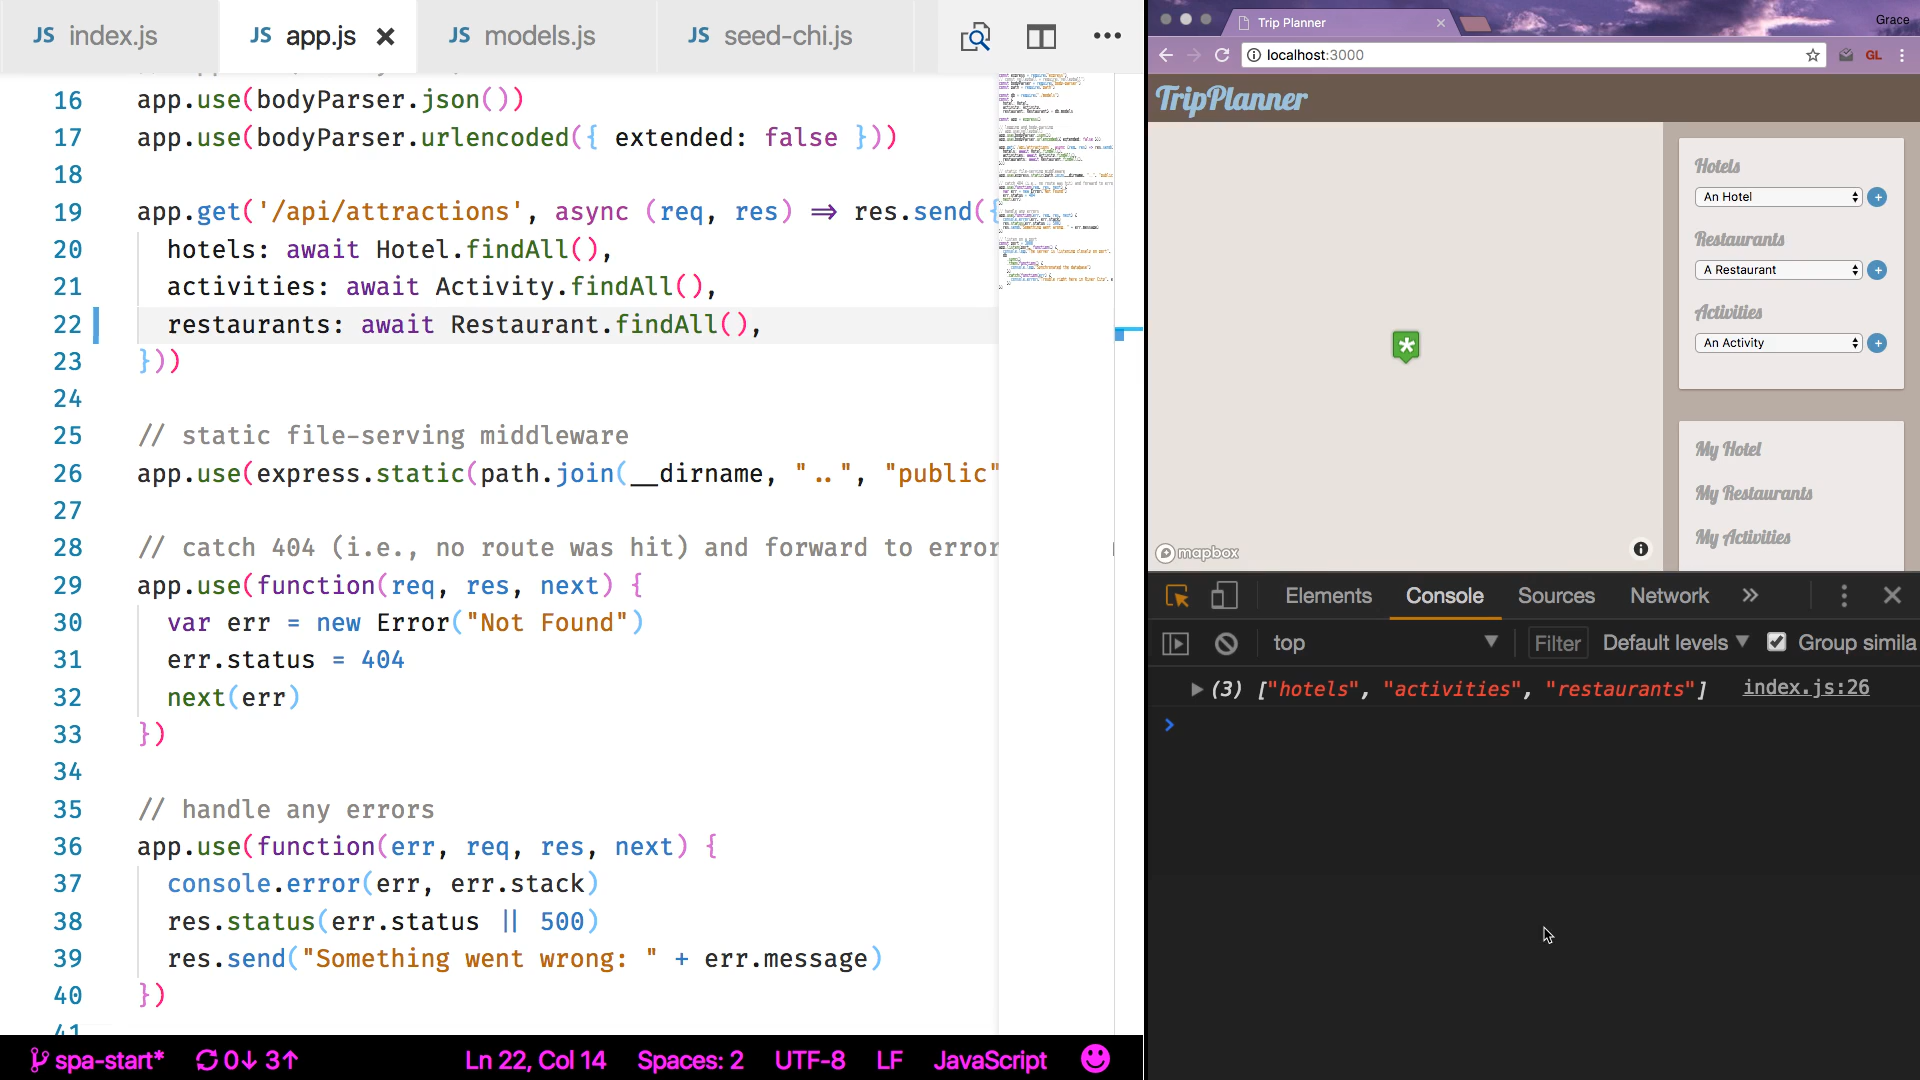 JS index.js
JS app.js ×
JS models.js
JS seed-chi.js
16 app.use(bodyParser.json())
17 app.use(bodyParser.urlencoded({ extended: false }))
18
19 app.get('/api/attractions', async (req, res) ⇒ res.send({
20 hotels: await Hotel.findAll(),
21 activities: await Activity.findAll(),
22 restaurants: await Restaurant.findAll(),
23 }))
24
25 // static file-serving middleware
26 app.use(express.static(path.join(__dirname, "..", "public"
27
28 // catch 404 (i.e., no route was hit) and forward to error
29 app.use(function(req, res, next) {
30 var err = new Error("Not Found")
31 err.status = 404
32 next(err)
33 })
34
35 // handle any errors
36 app.use(function(err, req, res, next) {
37 console.error(err, err.stack)
38 res.status(err.status || 500)
39 res.send("Something went wrong: " + err.message)
40 })
41
spa-start* 0↓ 3↑ Ln 22, Col 14 Spaces: 2 UTF-8 LF JavaScript
Trip Planner
Grace
localhost:3000
GL
TripPlanner
Hotels
An Hotel
Restaurants
A Restaurant
Activities
An Activity
My Hotel
My Restaurants
My Activities
mapbox
Elements Console Sources Network »
top Filter Default levels Group simila
(3) ["hotels", "activities", "restaurants"] index.js:26